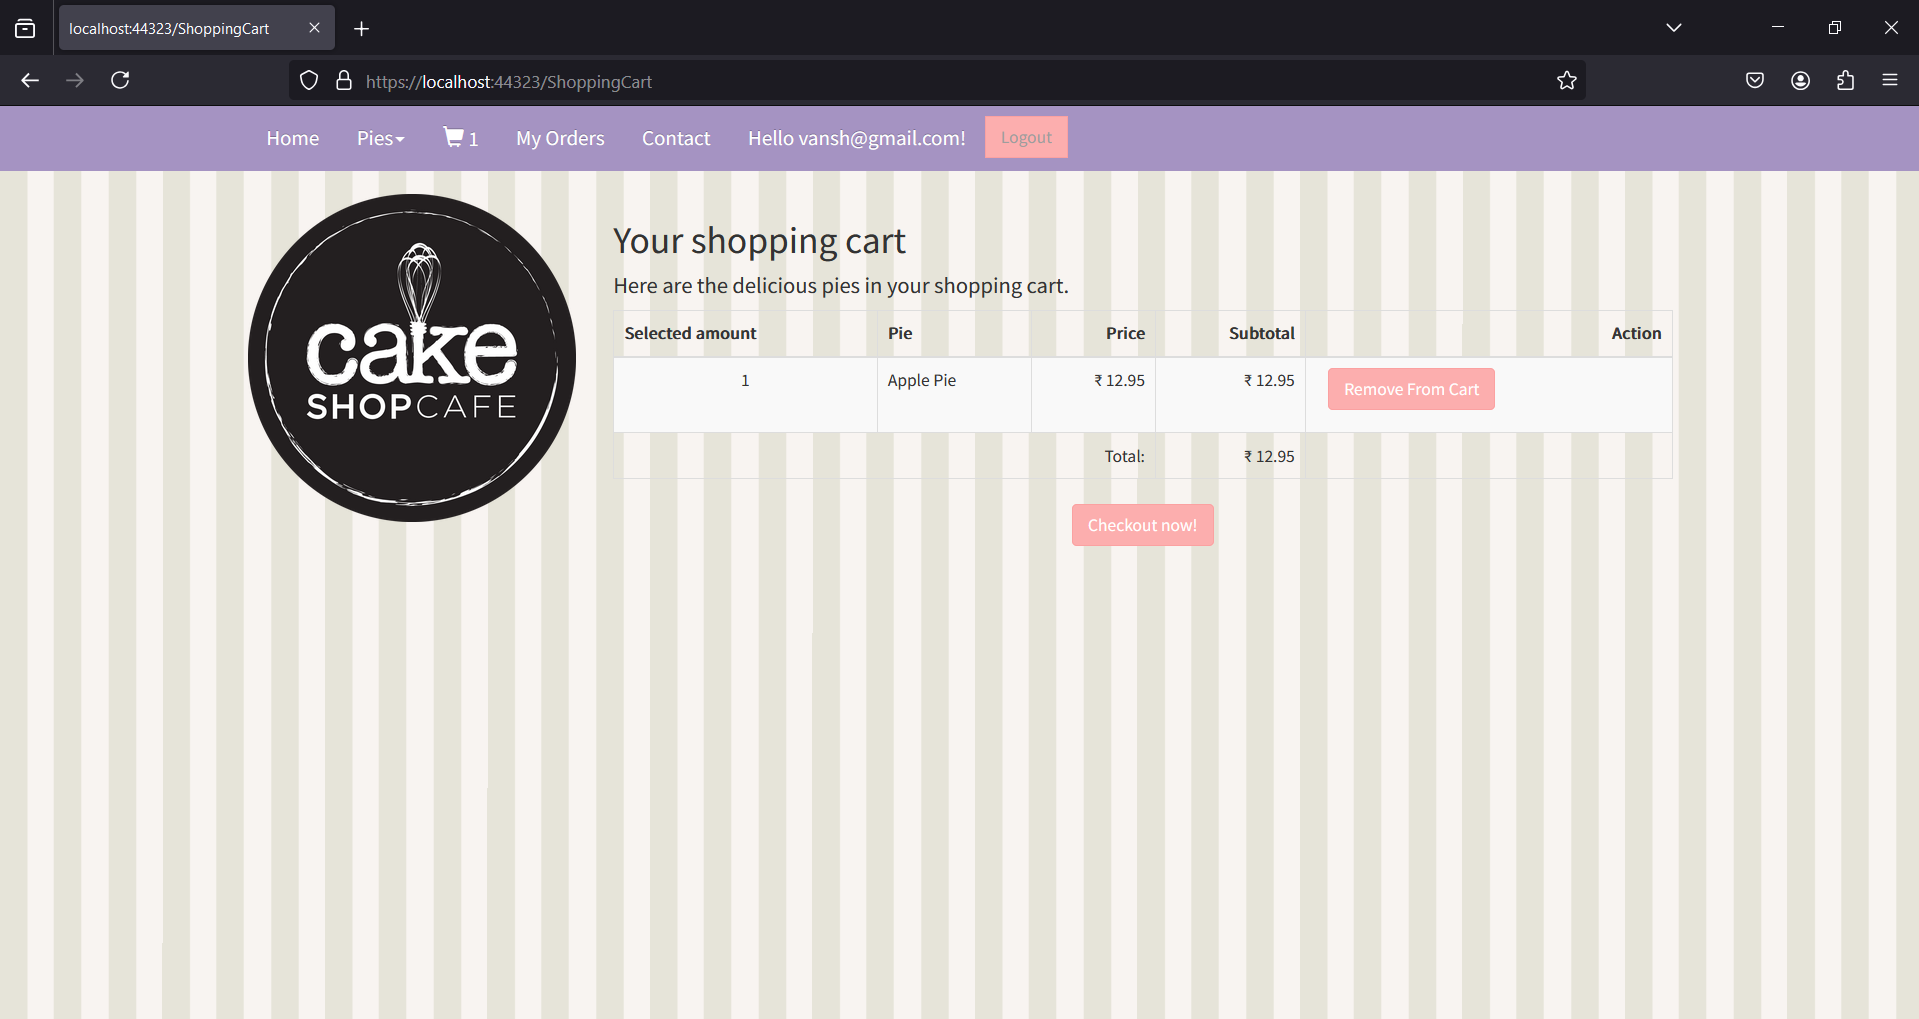 localhost:44323/ShoppingCart
https://localhost:44323/ShoppingCart
Home Pies 1 My Orders Contact Hello vansh@gmail.com! Logout
cake
SHOPCAFE
Your shopping cart
Here are the delicious pies in your shopping cart.
Selected amount Pie Price Subtotal Action
1 Apple Pie ₹ 12.95 ₹ 12.95 Remove From Cart
Total: ₹ 12.95
Checkout now!